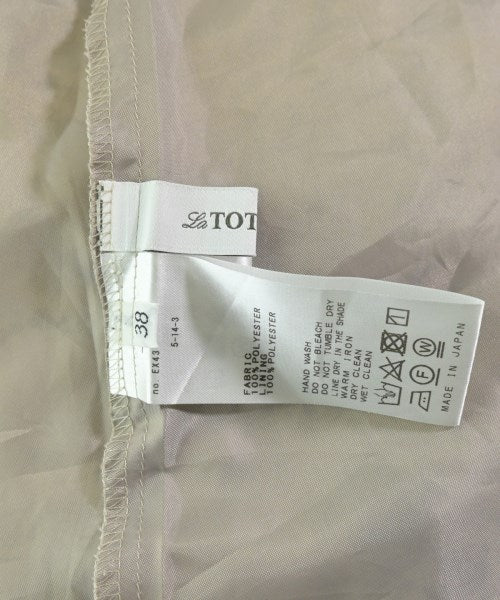 La TOT
38
no. EX43
5-14-3
FABRIC
100% POLYESTER
LINING
100% POLYESTER
HAND WASH
DO NOT BLEACH
DO NOT TUMBLE DRY
LINE DRY IN THE SHADE
WARM IRON
DRY CLEAN
WET CLEAN
F W
MADE IN JAPAN